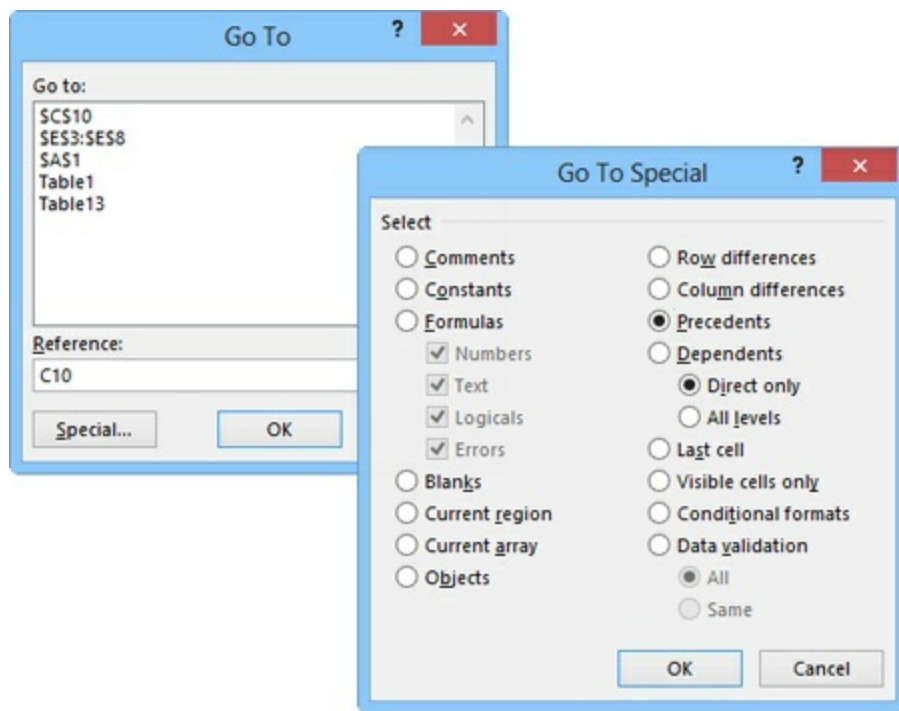 Go To ?
Go to:
$C$10
$E$3:$E$8
$A$1
Table1
Table13
Reference:
C10
Special...
OK
Go To Special ?
Select
Comments
Constants
Formulas
Numbers
Text
Logicals
Errors
Blanks
Current region
Current array
Objects
Row differences
Column differences
Precedents
Dependents
Direct only
All levels
Last cell
Visible cells only
Conditional formats
Data validation
All
Same
OK
Cancel